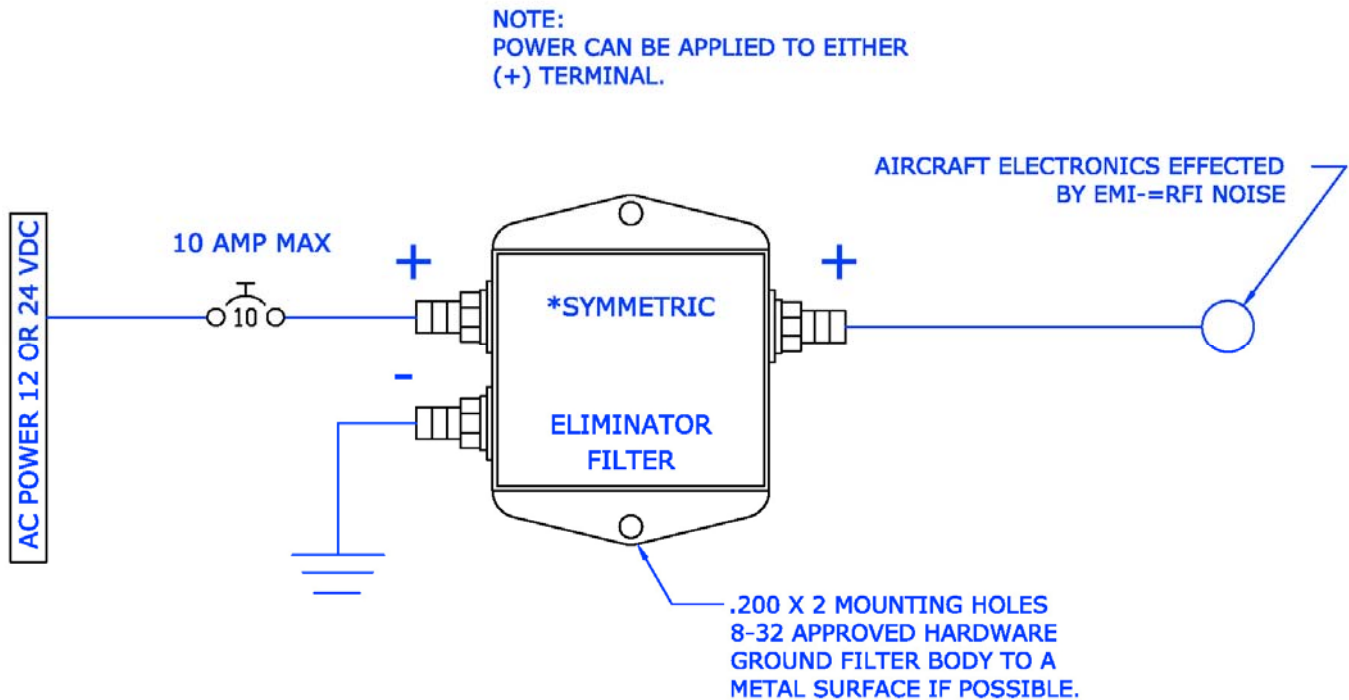 NOTE:
POWER CAN BE APPLIED TO EITHER
(+) TERMINAL.
AIRCRAFT ELECTRONICS EFFECTED
BY EMI-=RFI NOISE
AC POWER 12 OR 24 VDC
10 AMP MAX
10
+
-
+
*SYMMETRIC
ELIMINATOR
FILTER
.200 X 2 MOUNTING HOLES
8-32 APPROVED HARDWARE
GROUND FILTER BODY TO A
METAL SURFACE IF POSSIBLE.